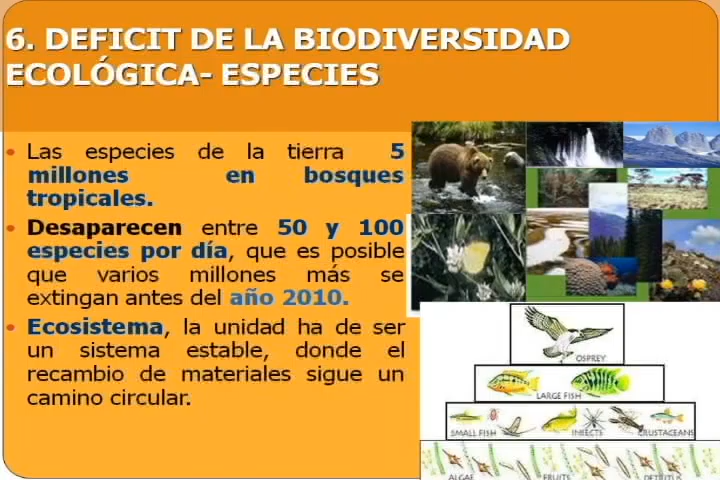 6. DEFICIT DE LA BIODIVERSIDAD
ECOLÓGICA- ESPECIES
Las especies de la tierra 5
millones en bosques
tropicales.
Desaparecen entre 50 y 100
especies por día, que es posible
que varios millones más se
extingan antes del año 2010.
Ecosistema, la unidad ha de ser
un sistema estable, donde el
recambio de materiales sigue un
camino circular.
OSPREY
LARGE FISH
SMALL FISH INSECTS CRUSTACEANS
ALGAE FRUITS DETRITUS